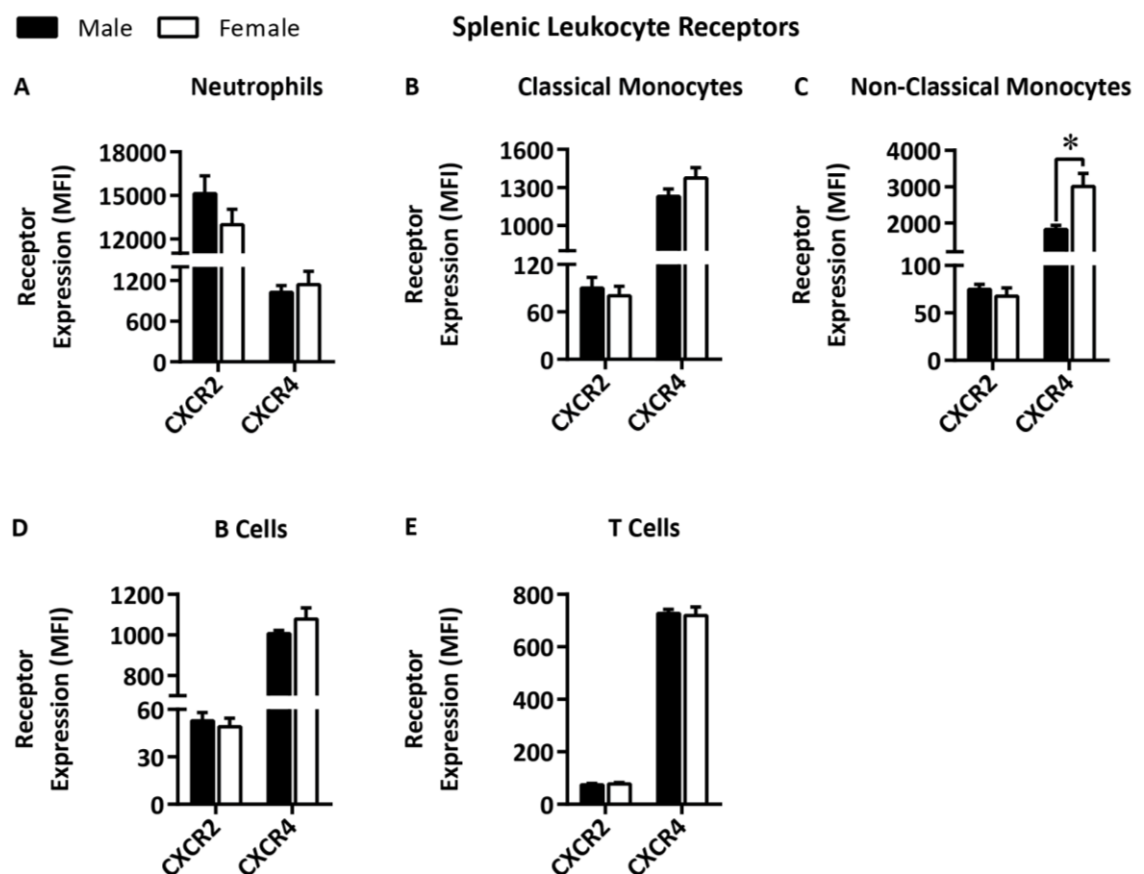 Male Female
Splenic Leukocyte Receptors
A Neutrophils
Receptor
Expression (MFI)
18000
15000
12000
1200
600
0
CXCR2
CXCR4
B Classical Monocytes
Receptor
Expression (MFI)
1600
1300
1000
120
60
0
CXCR2
CXCR4
C Non-Classical Monocytes
Receptor
Expression (MFI)
*
4000
3000
2000
100
50
0
CXCR2
CXCR4
D B Cells
Receptor
Expression (MFI)
1200
1000
800
60
30
0
CXCR2
CXCR4
E T Cells
Receptor
Expression (MFI)
800
600
400
200
0
CXCR2
CXCR4